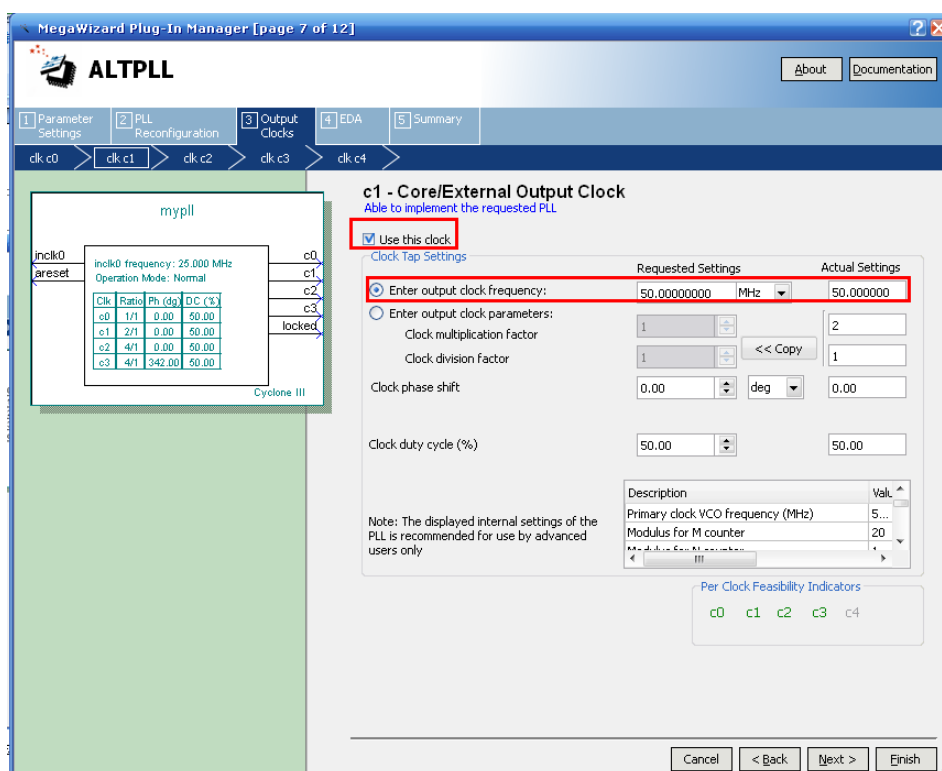 MegaWizard Plug-In Manager [page 7 of 12]
ALTPLL
About
Documentation
1 Parameter Settings
2 PLL Reconfiguration
3 Output Clocks
4 EDA
5 Summary
clk c0
clk c1
clk c2
clk c3
clk c4
mypll
inclk0
areset
inclk0 frequency: 25.000 MHz
Operation Mode: Normal
Clk Ratio Ph (dg) DC (%)
c0 1/1 0.00 50.00
c1 2/1 0.00 50.00
c2 4/1 0.00 50.00
c3 4/1 342.00 50.00
c0
c1
c2
c3
locked
Cyclone III
c1 - Core/External Output Clock
Able to implement the requested PLL
Use this clock
Clock Tap Settings
Requested Settings
Actual Settings
Enter output clock frequency:
50.00000000
MHz
50.000000
Enter output clock parameters:
Clock multiplication factor
1
2
<< Copy
Clock division factor
1
1
Clock phase shift
0.00
deg
0.00
Clock duty cycle (%)
50.00
50.00
Note: The displayed internal settings of the
PLL is recommended for use by advanced
users only
Description
Primary clock VCO frequency (MHz) 5...
Modulus for M counter 20
Per Clock Feasibility Indicators
c0 c1 c2 c3 c4
Cancel
< Back
Next >
Finish